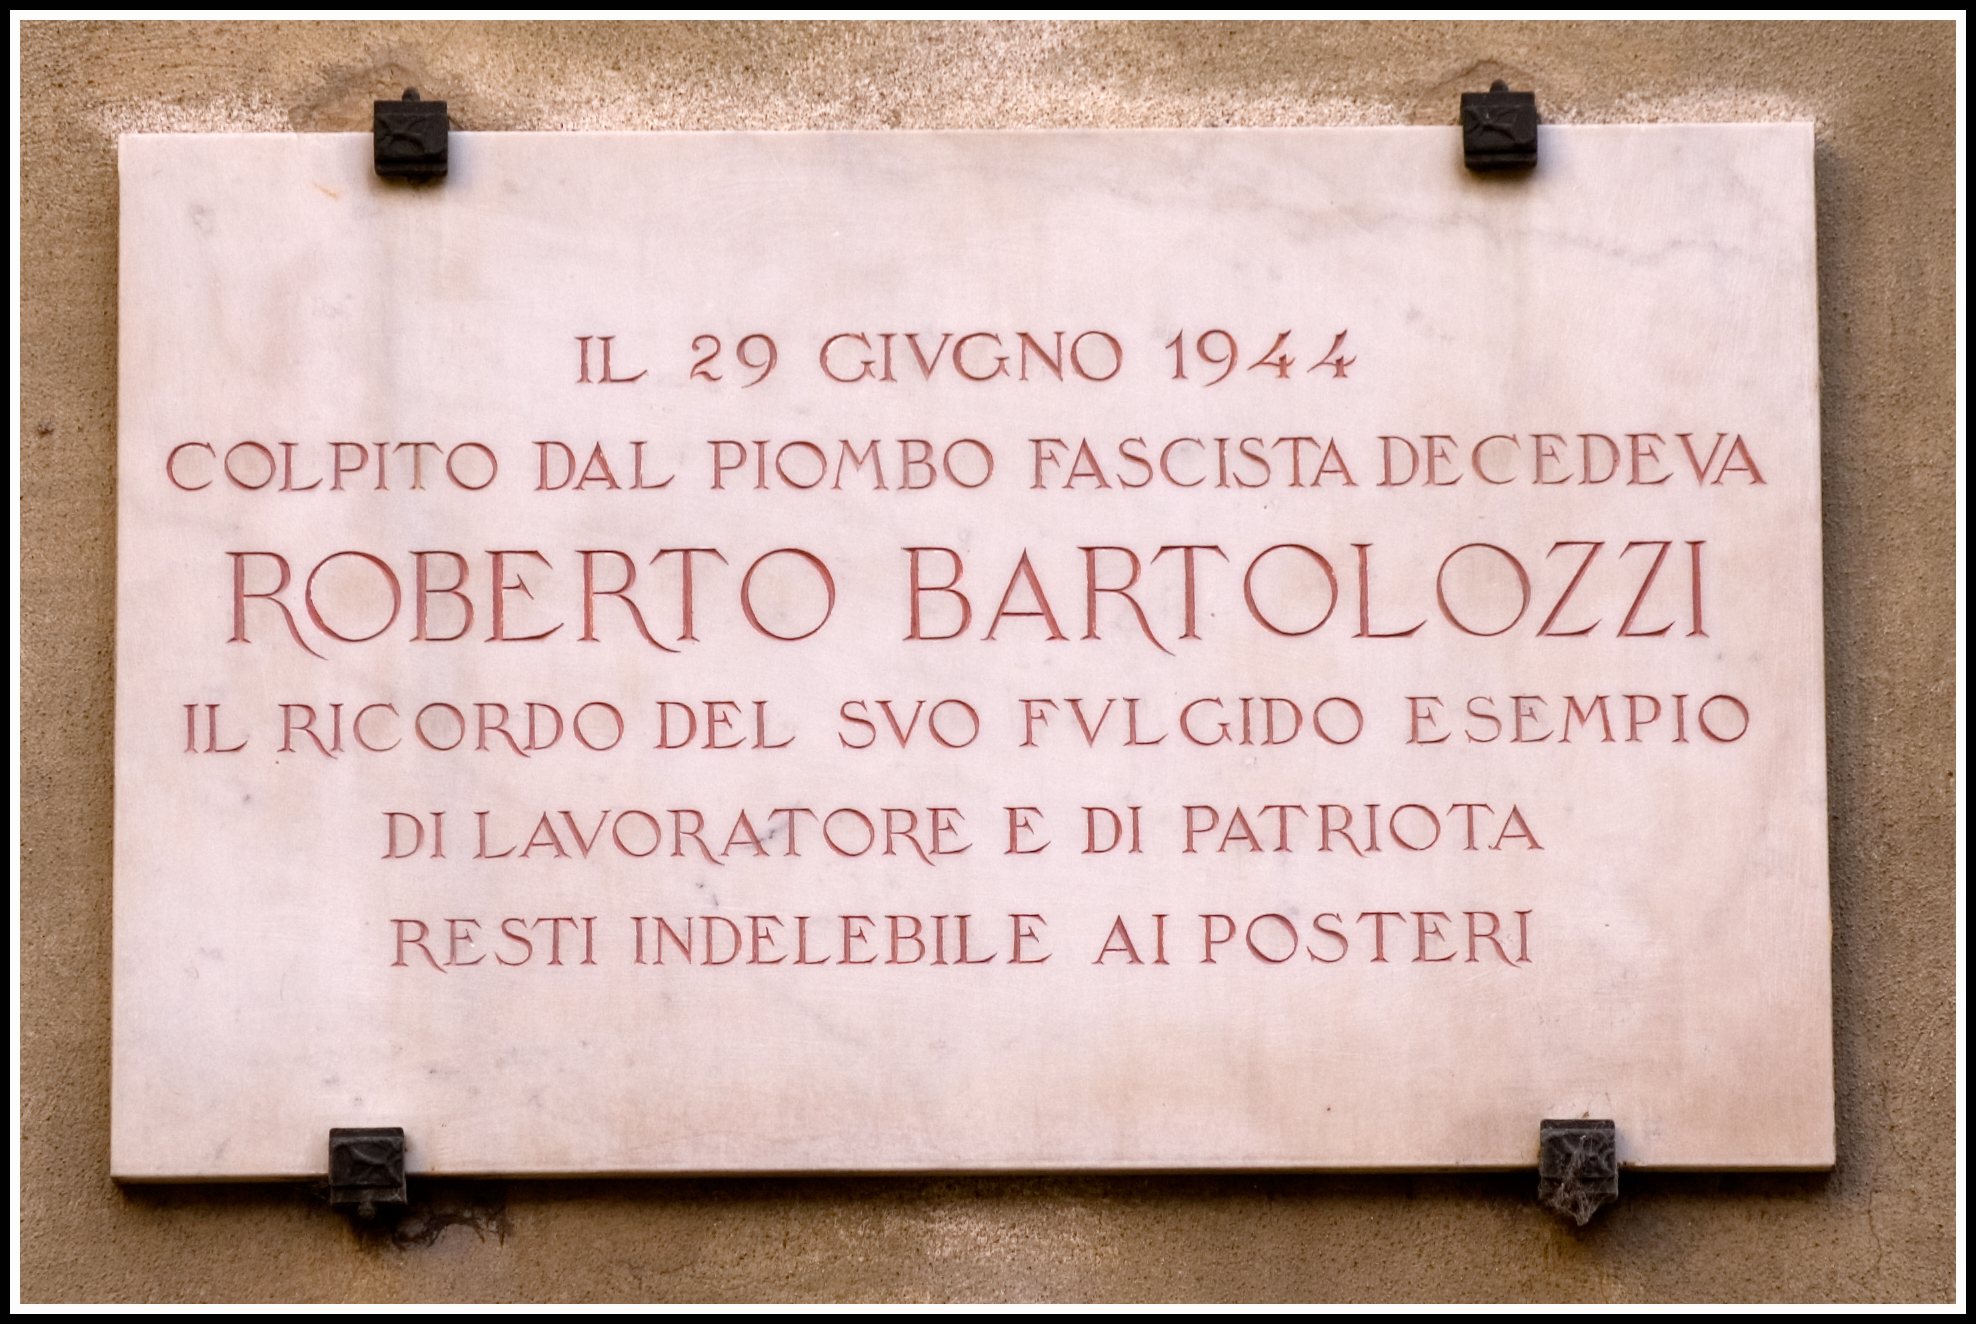 IL 29 GIVGNO 1944
COLPITO DAL PIOMBO FASCISTA DECEDEVA
ROBERTO BARTOLOZZI
IL RICORDO DEL SVO FVLGIDO ESEMPIO
DI LAVORATORE E DI PATRIOTA
RESTI INDELEBILE AI POSTERI